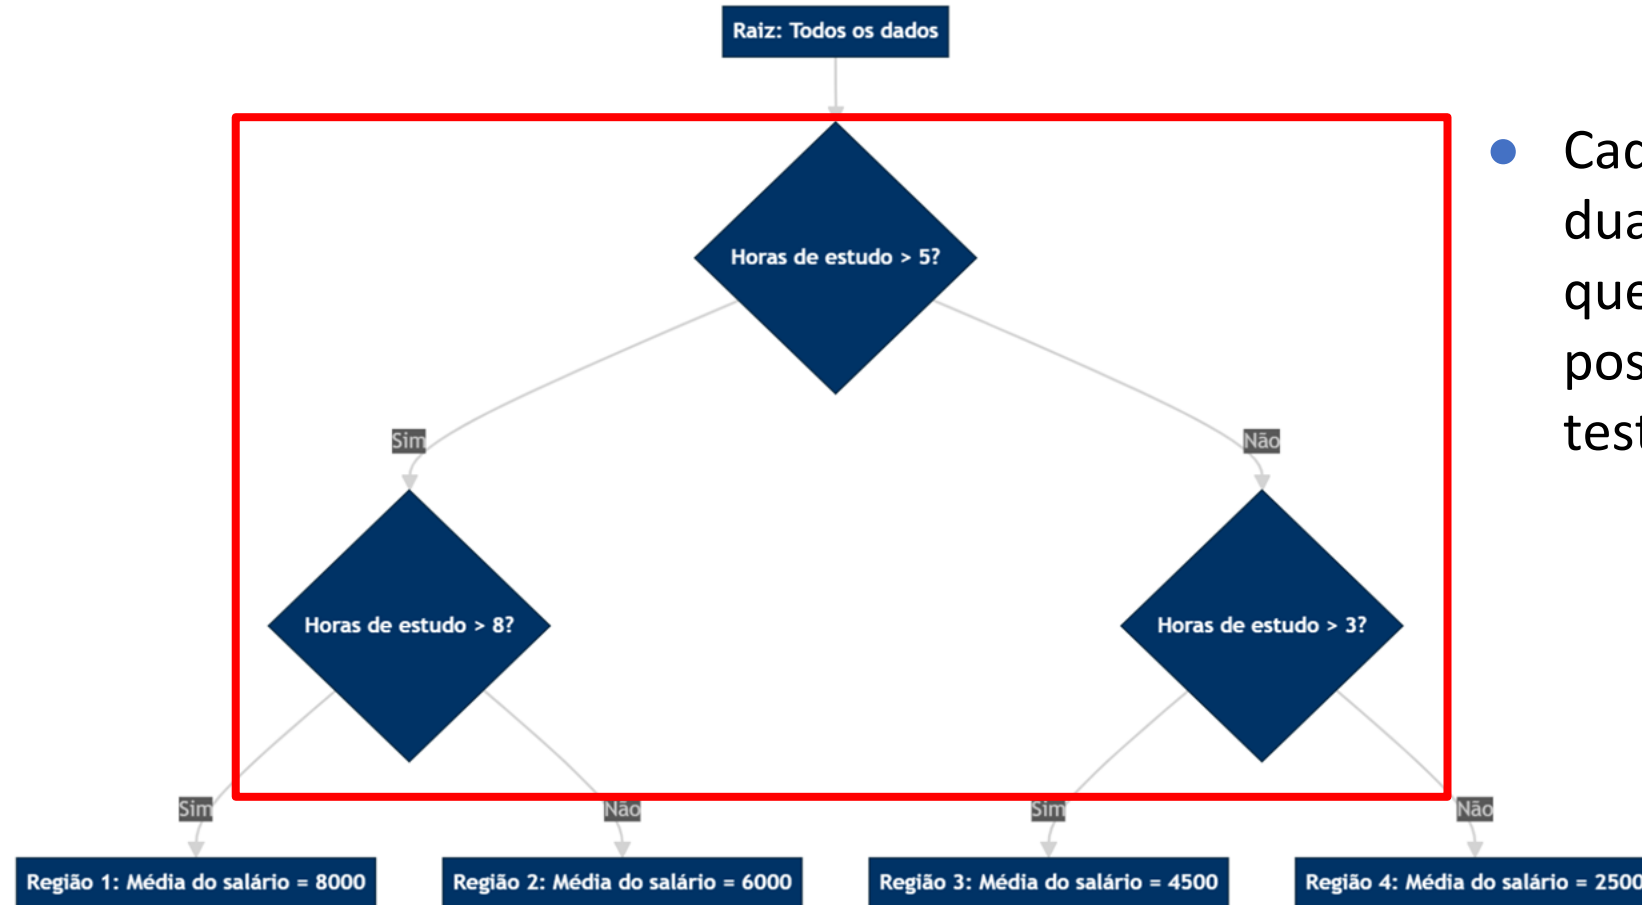 Raiz: Todos os dados
Horas de estudo > 5?
Sim
Não
Horas de estudo > 8?
Horas de estudo > 3?
Sim
Não
Sim
Não
Região 1: Média do salário = 8000
Região 2: Média do salário = 6000
Região 3: Média do salário = 4500
Região 4: Média do salário = 2500
que